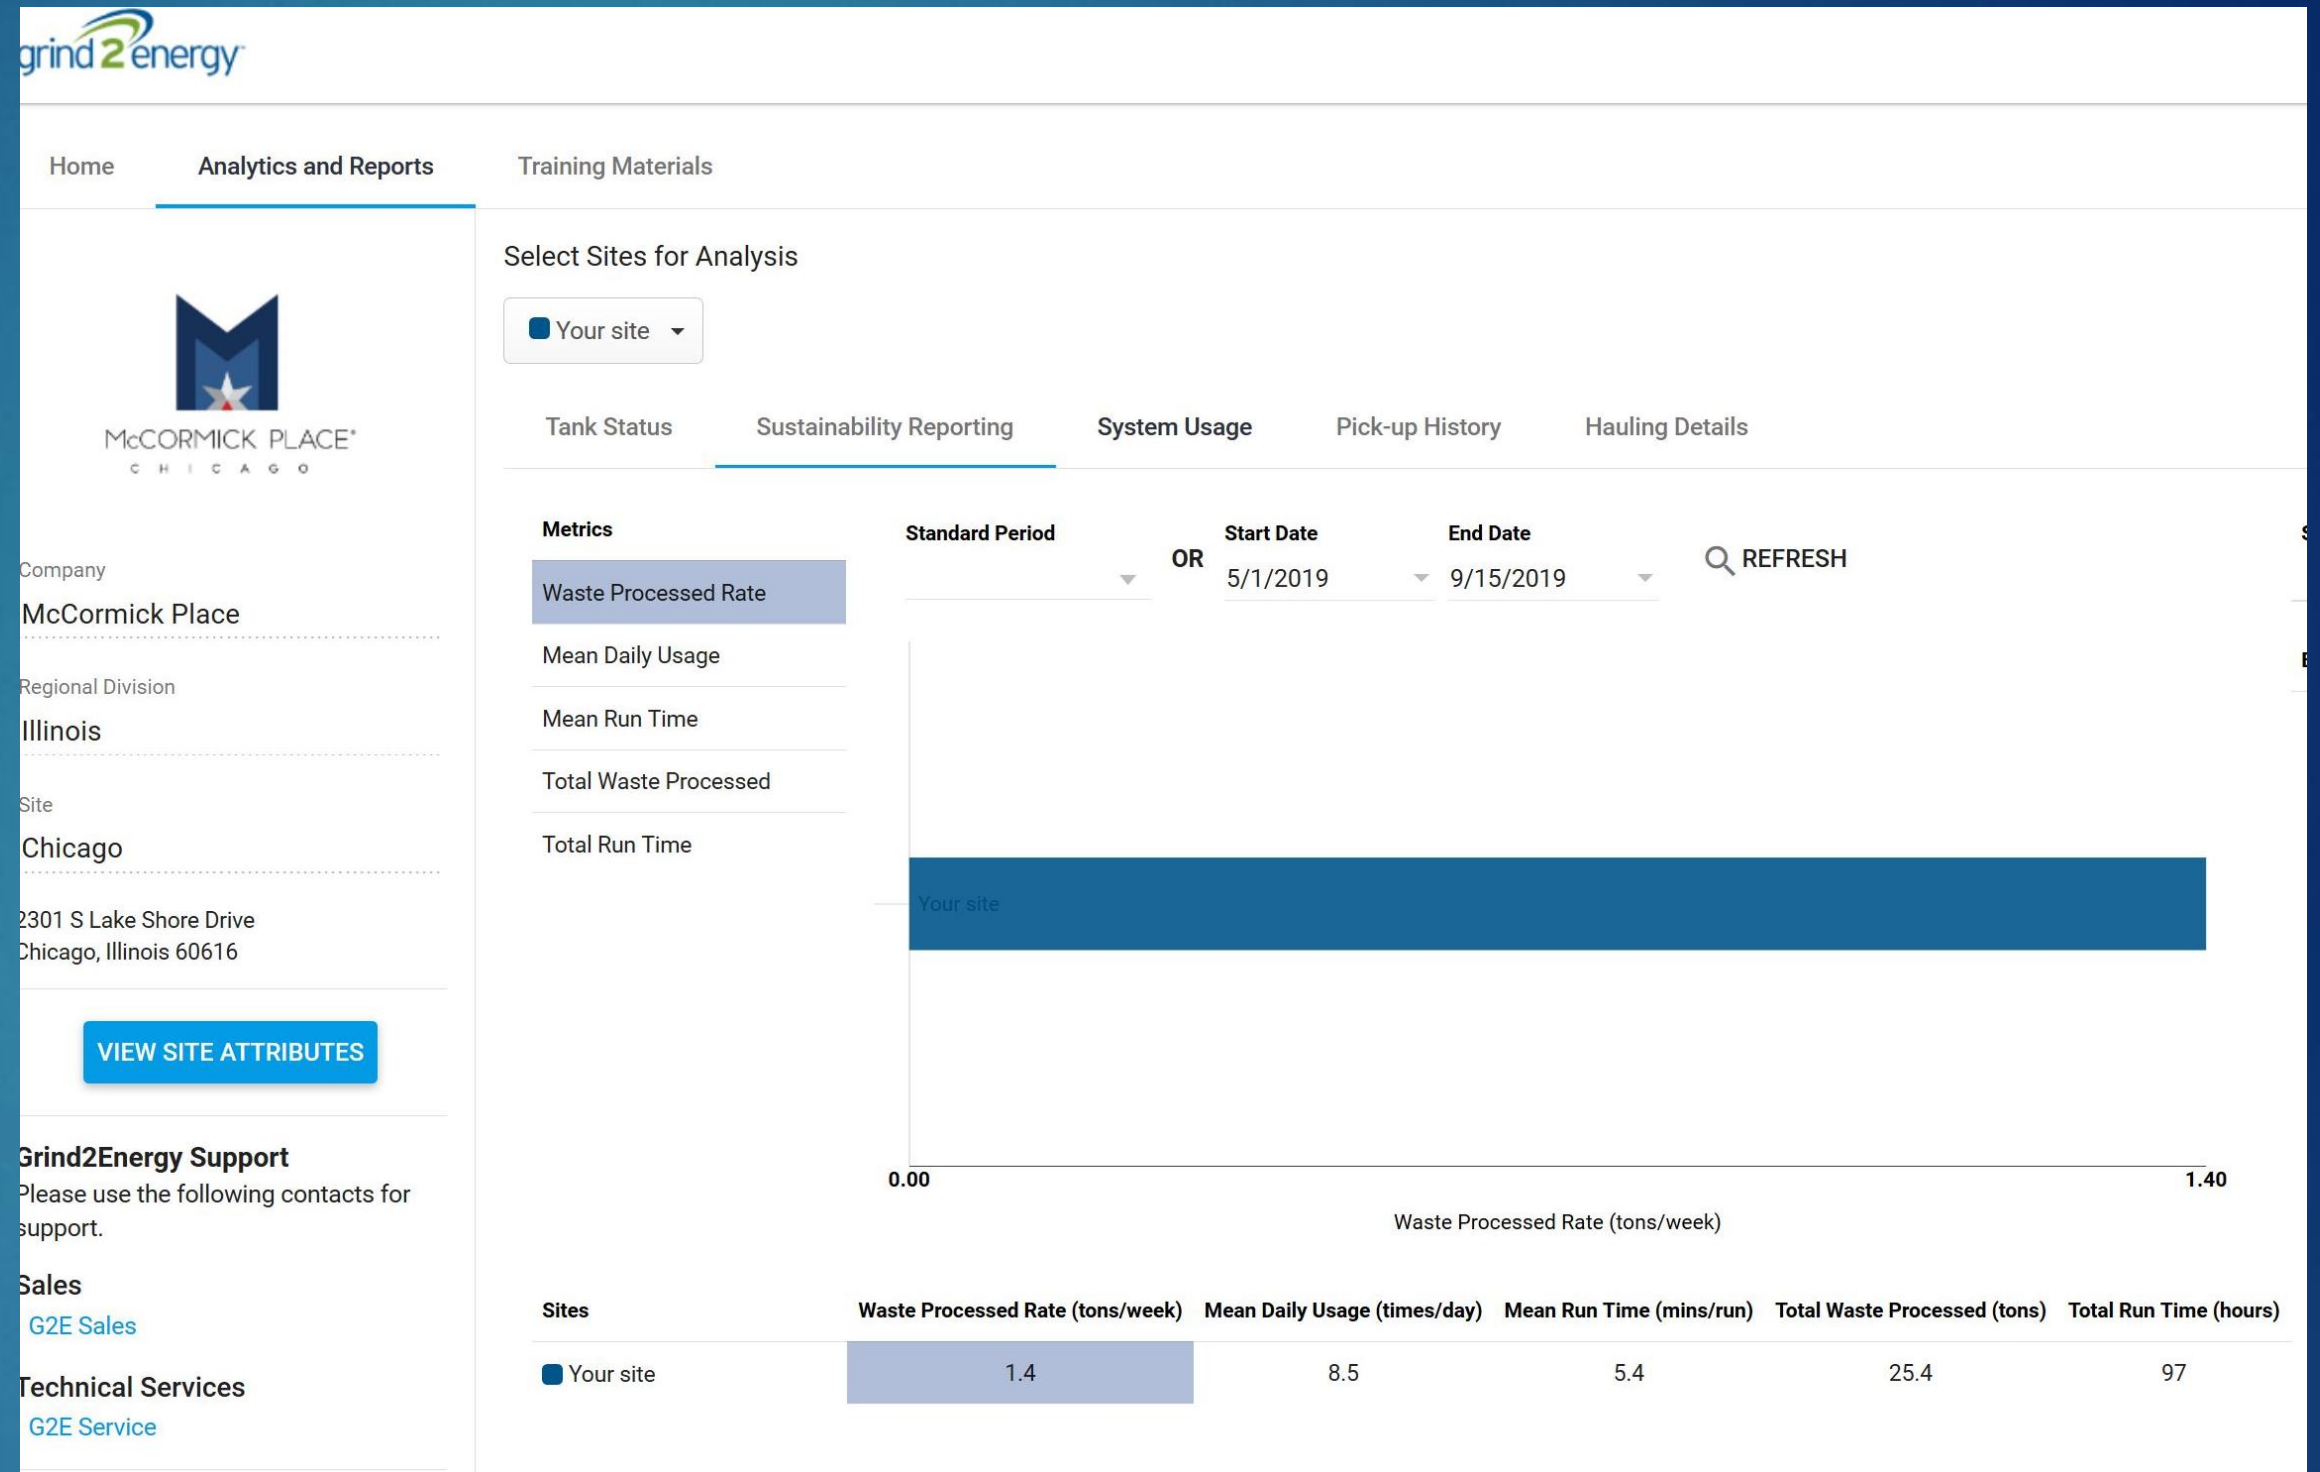 grind2energy
Home
Analytics and Reports
Training Materials
Select Sites for Analysis
Your site
Tank Status
Sustainability Reporting
System Usage
Pick-up History
Hauling Details
McCORMICK PLACE
CHICAGO
Company
McCormick Place
Regional Division
Illinois
Site
Chicago
2301 S Lake Shore Drive
Chicago, Illinois 60616
VIEW SITE ATTRIBUTES
Grind2Energy Support
Please use the following contacts for
support.
Sales
G2E Sales
Technical Services
G2E Service
Metrics
Waste Processed Rate
Mean Daily Usage
Mean Run Time
Total Waste Processed
Total Run Time
Standard Period
OR
Start Date
5/1/2019
End Date
9/15/2019
REFRESH
Your site
0.00
1.40
Waste Processed Rate (tons/week)
Sites Waste Processed Rate (tons/week) Mean Daily Usage (times/day) Mean Run Time (mins/run) Total Waste Processed (tons) Total Run Time (hours)
Your site 1.4 8.5 5.4 25.4 97